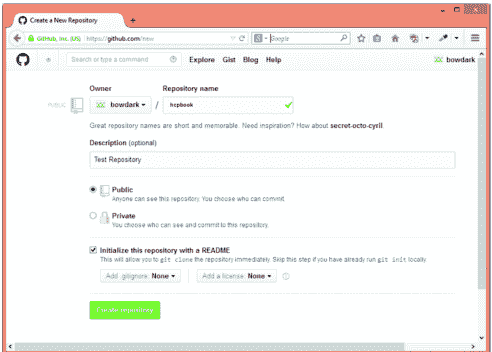 Create a New Repository
GitHub, Inc. (US) https://github.com/new
Google
Search or type a command
Explore Gist Blog Help
bowdark
Owner
Repository name
PUBLIC
bowdark / hcpbook
Great repository names are short and memorable. Need inspiration? How about secret-octo-cyril.
Description (optional)
Test Repository
Public
Anyone can see this repository. You choose who can commit.
Private
You choose who can see and commit to this repository.
Initialize this repository with a README
This will allow you to git clone the repository immediately. Skip this step if you have already run git init locally.
Add .gitignore: None
Add a license: None
Create repository